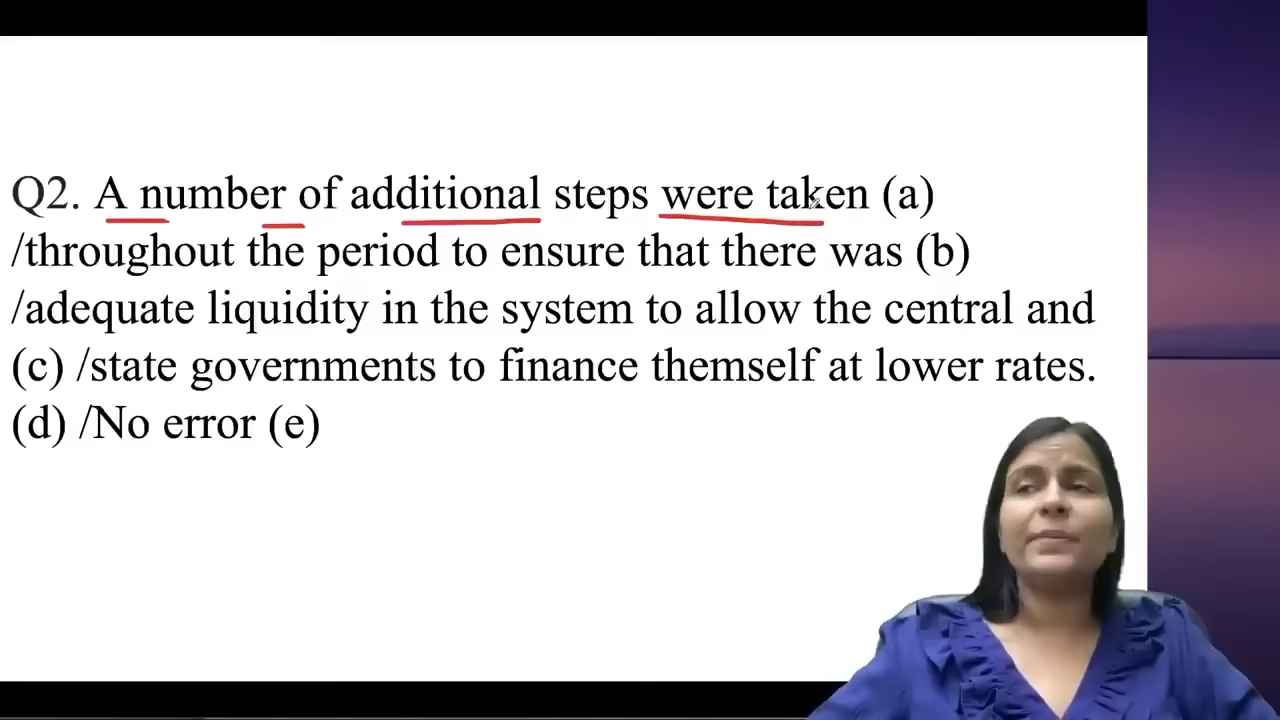 Q2. A number of additional steps were taken (a)
/throughout the period to ensure that there was (b)
/adequate liquidity in the system to allow the central and
(c) /state governments to finance themself at lower rates.
(d) /No error (e)